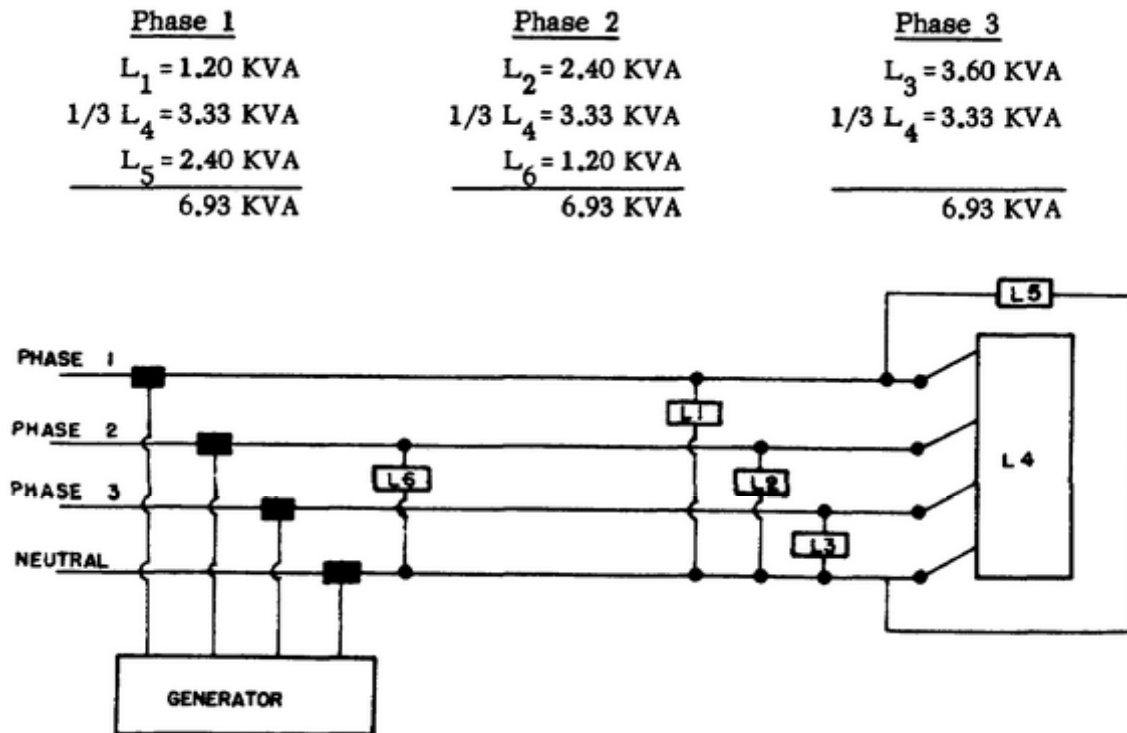 Phase 1 Phase 2 Phase 3
L1 = 1.20 KVA L2 = 2.40 KVA L3 = 3.60 KVA
1/3 L4 = 3.33 KVA 1/3 L4 = 3.33 KVA 1/3 L4 = 3.33 KVA
L5 = 2.40 KVA L6 = 1.20 KVA
6.93 KVA 6.93 KVA 6.93 KVA
L5
PHASE 1
L1
PHASE 2
L6 L2 L4
PHASE 3
L3
NEUTRAL
GENERATOR